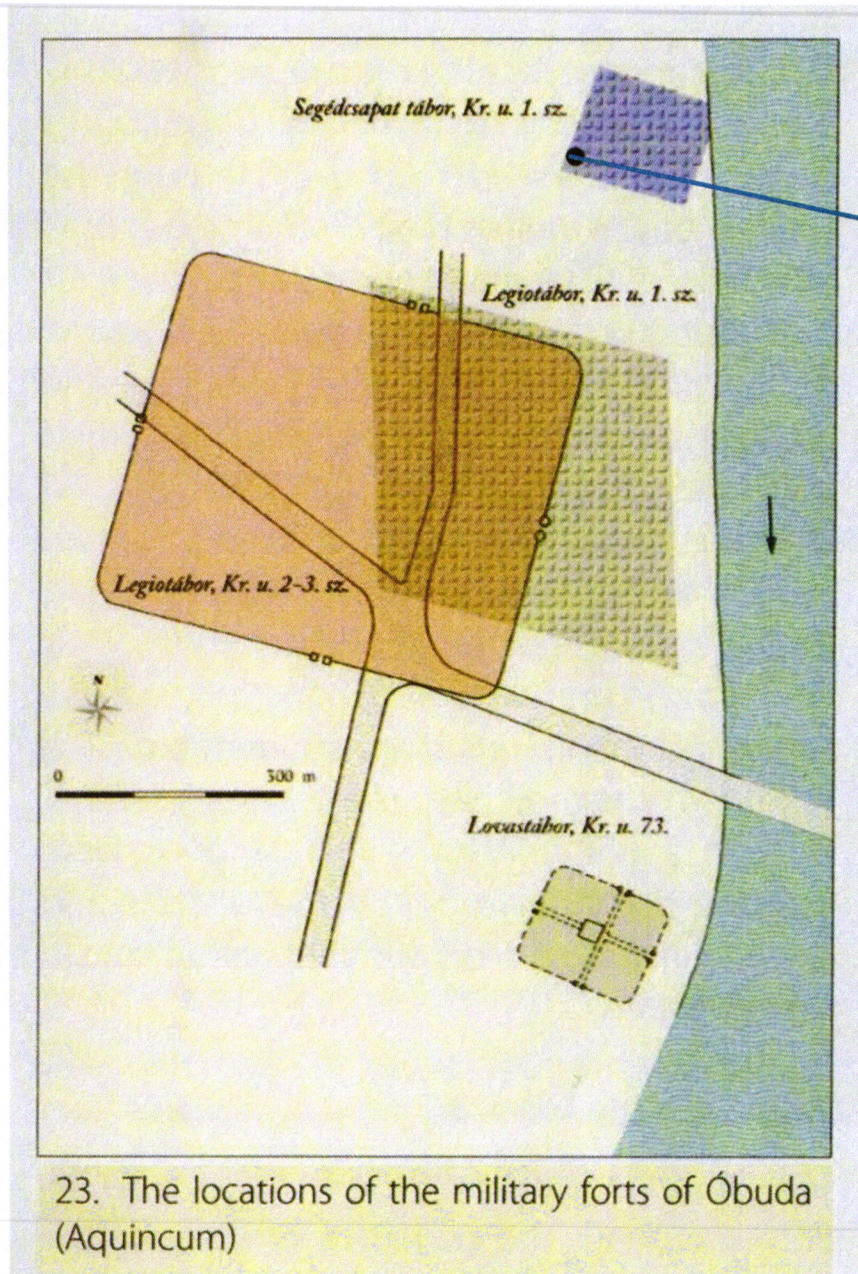 Segédcsapat tábor, Kr. u. 1. sz.
Legiotábor, Kr. u. 1. sz.
Legiotábor, Kr. u. 2-3. sz.
N
0 300 m
Lovastábor, Kr. u. 73.
23. The locations of the military forts of Óbuda
(Aquincum)